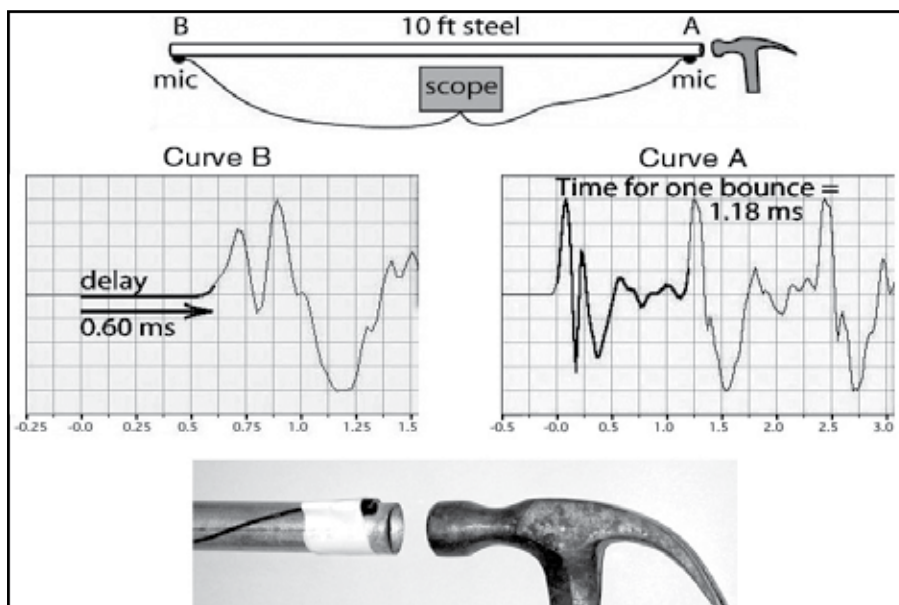 B 10 ft steel A
mic scope mic
Curve B
delay
0.60 ms
-0.25 -0.0 0.25 0.50 0.75 1.0 1.25 1.5
Curve A
Time for one bounce =
1.18 ms
-0.5 -0.0 0.5 1.0 1.5 2.0 2.5 3.0